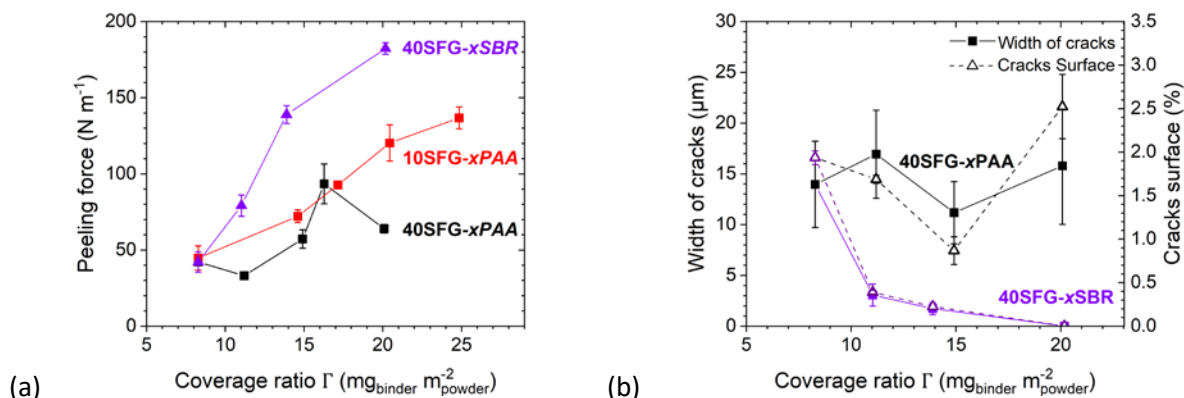 200
150
100
50
0
Peeling force (N m⁻¹)
40SFG-xSBR
10SFG-xPAA
40SFG-xPAA
5 10 15 20 25
Coverage ratio Γ (mg_binder m⁻²_powder)
(a)
30
25
20
15
10
5
0
Width of cracks (µm)
Width of cracks
Cracks Surface
40SFG-xPAA
40SFG-xSBR
3.5
3.0
2.5
2.0
1.5
1.0
0.5
0.0
Cracks surface (%)
5 10 15 20
Coverage ratio Γ (mg_binder m⁻²_powder)
(b)